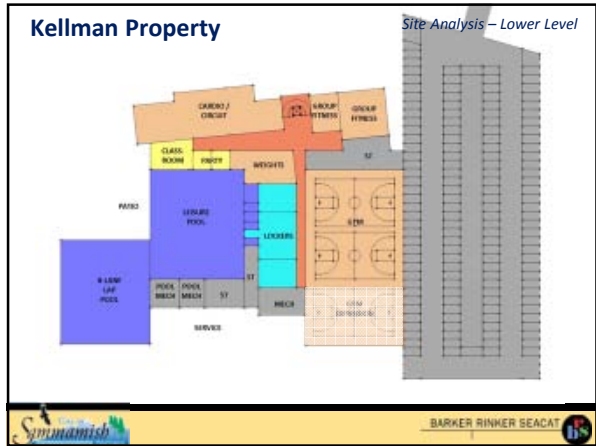 Kellman Property
Site Analysis – Lower Level
CARDIO /
CIRCUIT
GROUP
FITNESS
GROUP
FITNESS
CLASS
ROOM
PARTY
WEIGHTS
ST
PATIO
LEISURE
POOL
LOCKERS
GYM
8 LANE
LAP
POOL
POOL
MECH
POOL
MECH
ST
ST
MECH
GYM
EXPANSION
SERVICE
Sammamish
BARKER RINKER SEACAT